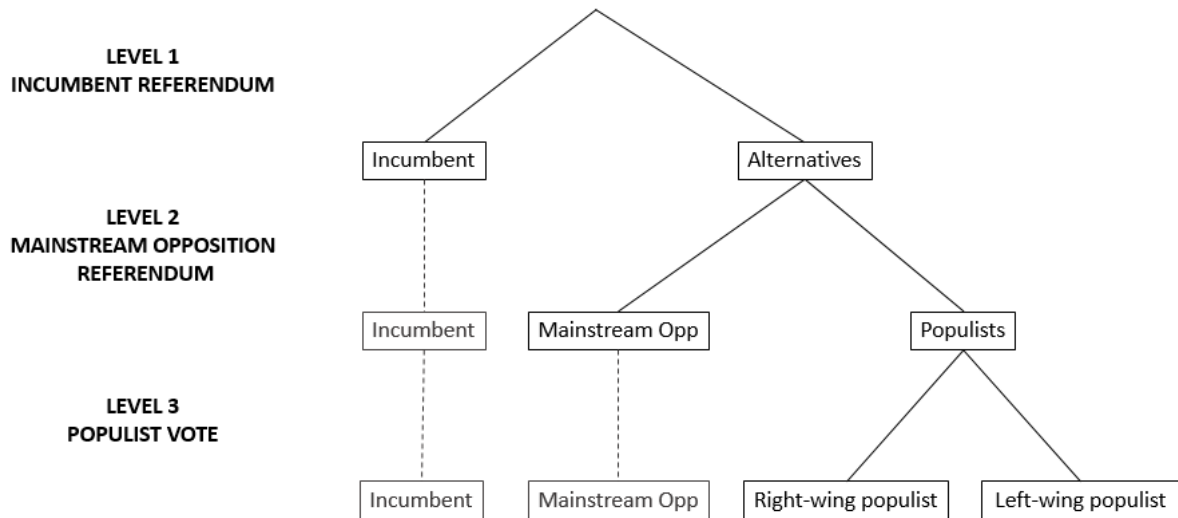 LEVEL 1
INCUMBENT REFERENDUM
Incumbent
Alternatives
LEVEL 2
MAINSTREAM OPPOSITION
REFERENDUM
Incumbent
Mainstream Opp
Populists
LEVEL 3
POPULIST VOTE
Incumbent
Mainstream Opp
Right-wing populist
Left-wing populist